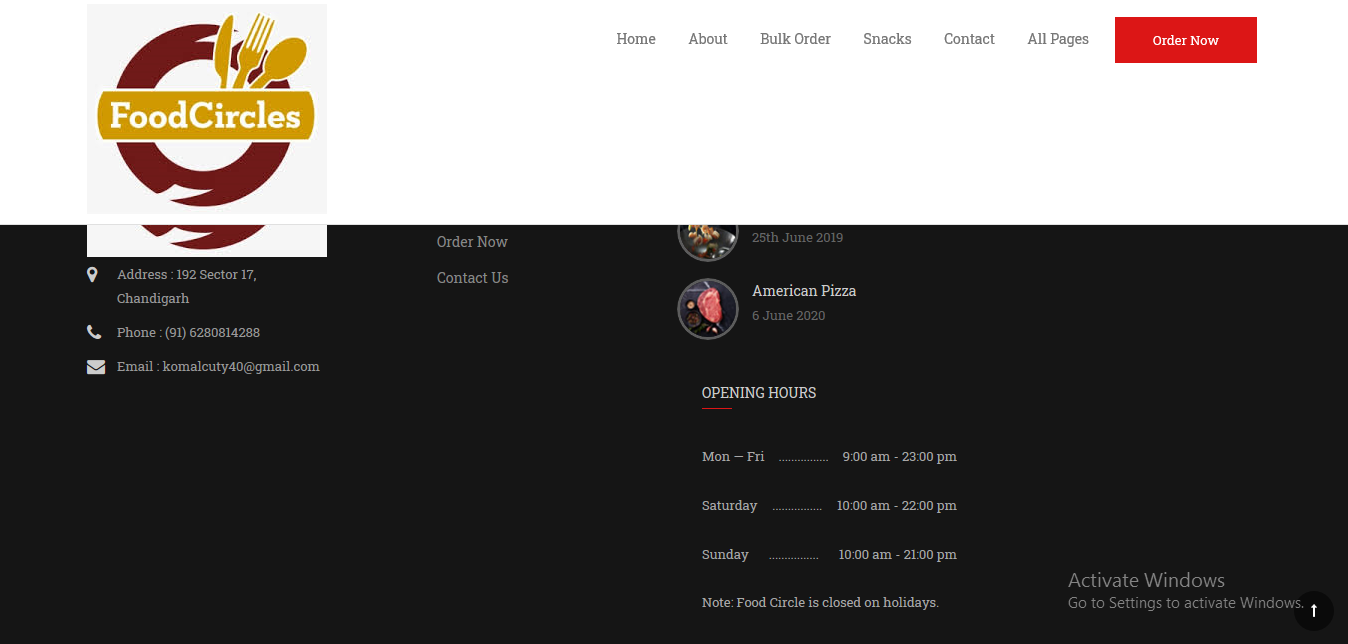 FoodCircles
Home About Bulk Order Snacks Contact All Pages Order Now
Address : 192 Sector 17,
Chandigarh
Phone : (91) 6280814288
Email : komalcuty40@gmail.com
Order Now
Contact Us
25th June 2019
American Pizza
6 June 2020
OPENING HOURS
Mon — Fri ................ 9:00 am - 23:00 pm
Saturday ................ 10:00 am - 22:00 pm
Sunday ................ 10:00 am - 21:00 pm
Note: Food Circle is closed on holidays.
Activate Windows
Go to Settings to activate Windows.